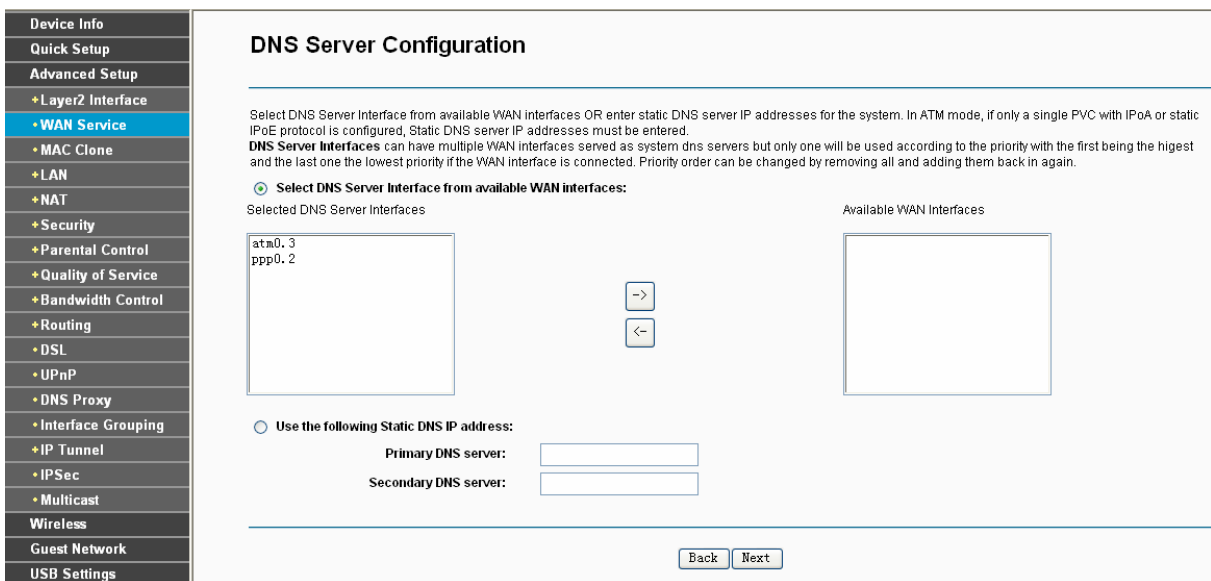 Device Info
Quick Setup
Advanced Setup
+Layer2 Interface
•WAN Service
•MAC Clone
+LAN
+NAT
+Security
+Parental Control
+Quality of Service
+Bandwidth Control
+Routing
•DSL
•UPnP
•DNS Proxy
•Interface Grouping
+IP Tunnel
•IPSec
•Multicast
Wireless
Guest Network
USB Settings
DNS Server Configuration
Select DNS Server Interface from available WAN interfaces OR enter static DNS server IP addresses for the system. In ATM mode, if only a single PVC with IPoA or static
IPoE protocol is configured, Static DNS server IP addresses must be entered.
DNS Server Interfaces can have multiple WAN interfaces served as system dns servers but only one will be used according to the priority with the first being the higest
and the last one the lowest priority if the WAN interface is connected. Priority order can be changed by removing all and adding them back in again.
Select DNS Server Interface from available WAN interfaces:
Selected DNS Server Interfaces
Available WAN Interfaces
atm0.3
ppp0.2
->
<-
Use the following Static DNS IP address:
Primary DNS server:
Secondary DNS server:
Back
Next